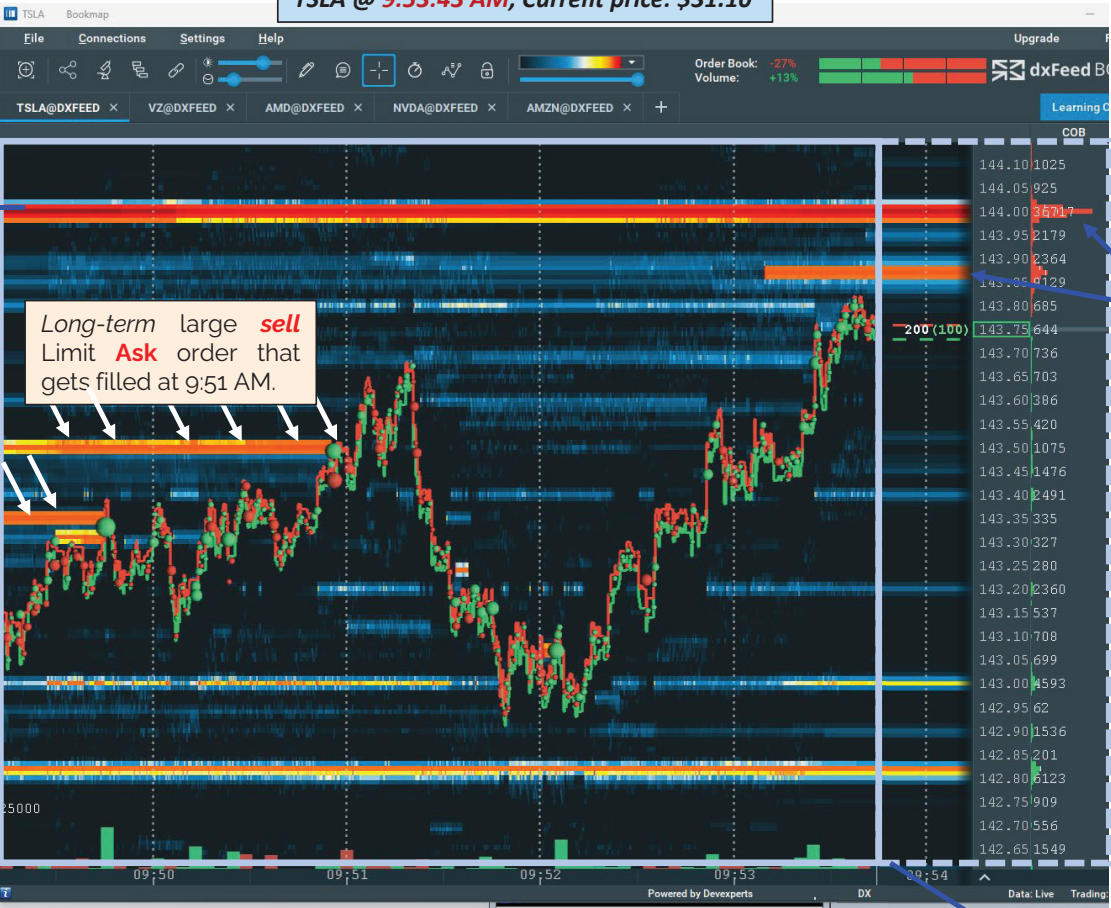 TSLA @ 9:53:43 AM, Current price: $31.10
TSLA Bookmap
File Connections Settings Help Upgrade
Order Book: -27%
Volume: +13%
dxFeed BO
TSLA@DXFEED × VZ@DXFEED × AMD@DXFEED × NVDA@DXFEED × AMZN@DXFEED × +
Learning C
COB
144.10 1025
144.05 925
144.00 36717
143.95 2179
143.90 2364
143.85 9129
143.80 685
200 (100) 143.75 644
143.70 736
143.65 703
143.60 386
143.55 420
143.50 1075
143.45 1476
143.40 2491
143.35 335
143.30 327
143.25 280
143.20 2360
143.15 537
143.10 708
143.05 699
143.00 4593
142.95 62
142.90 1536
142.85 201
142.80 6123
142.75 909
142.70 556
142.65 1549
Long-term large sell
Limit Ask order that
gets filled at 9:51 AM.
25000
09:50 09:51 09:52 09:53 09:54
Powered by Devexperts DX Data: Live Trading: